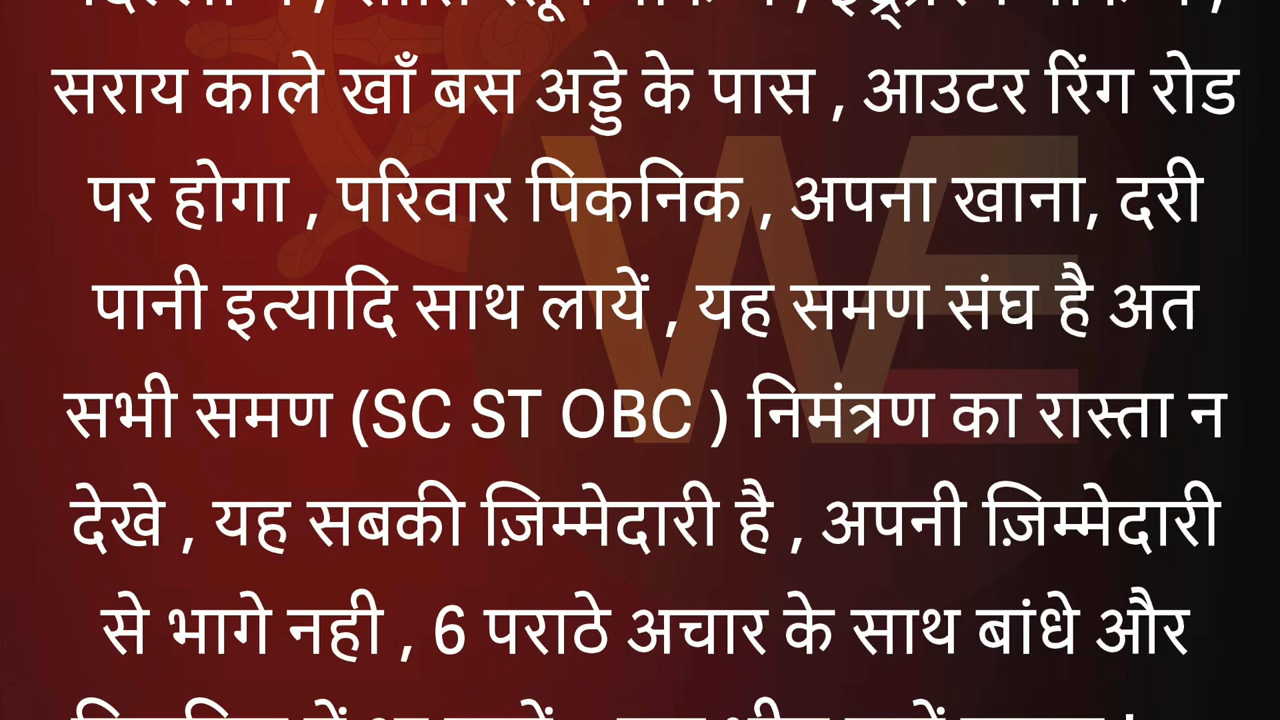 सराय काले खाँ बस अड्डे के पास , आउटर रिंग रोड
पर होगा , परिवार पिकनिक , अपना खाना, दरी
पानी इत्यादि साथ लायें , यह समण संघ है अत
सभी समण (SC ST OBC ) निमंत्रण का रास्ता न
देखे , यह सबकी ज़िम्मेदारी है , अपनी ज़िम्मेदारी
से भागे नही , 6 पराठे अचार के साथ बांधे और
WE